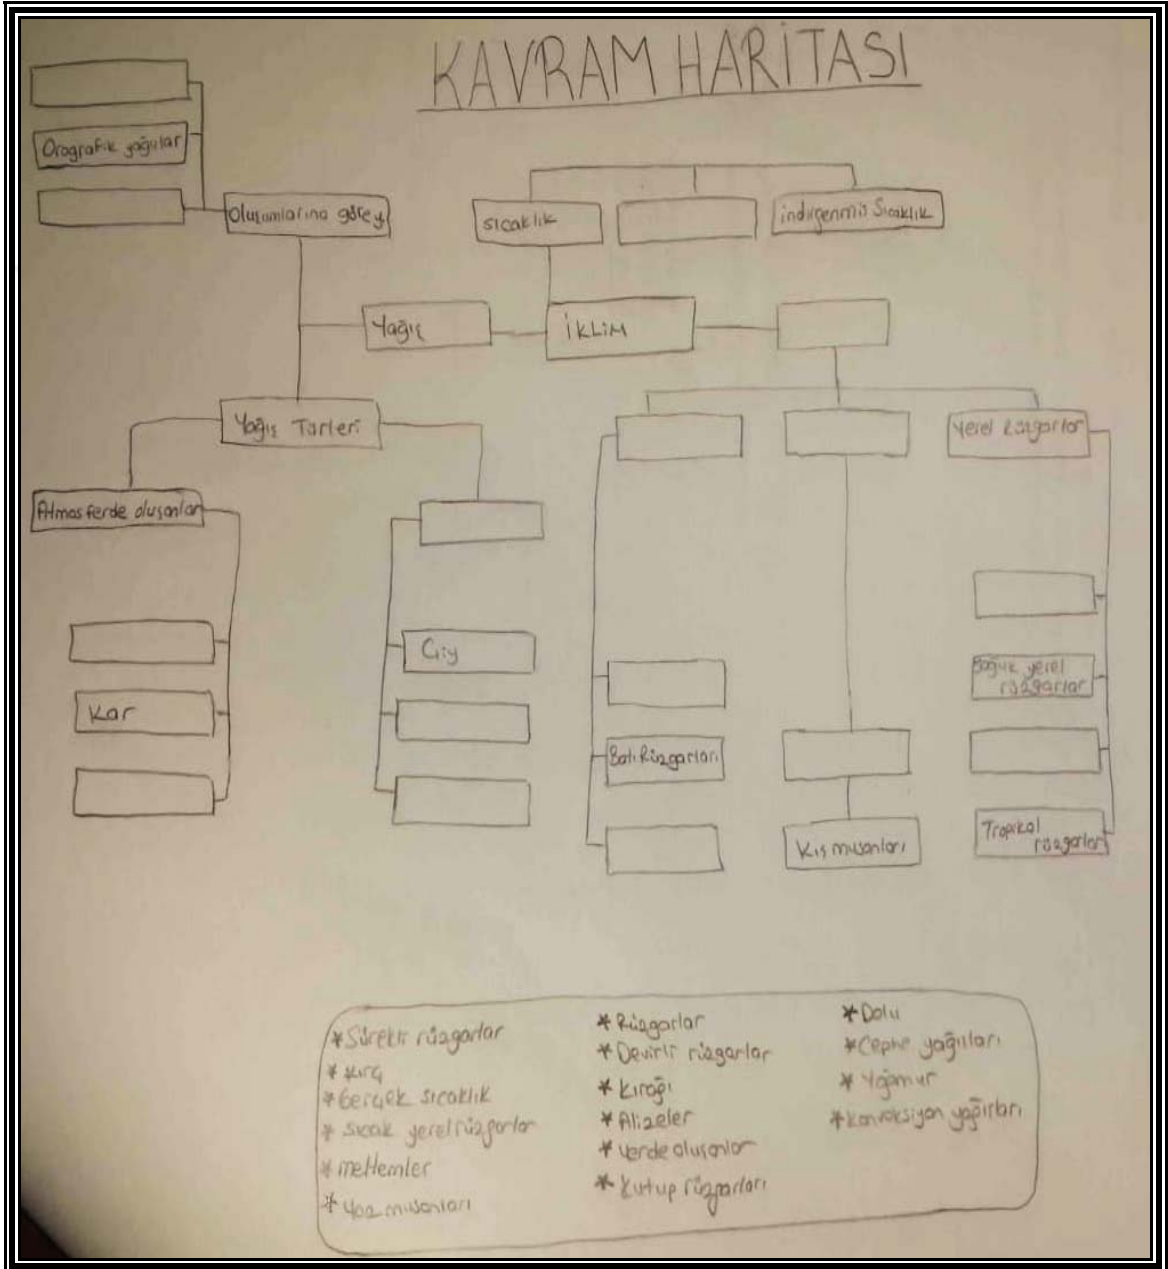 KAVRAM HARİTASI
Orografik yağışlar
Oluşumlarına göre
sıcaklık
indirgenmiş Sıcaklık
Yağış
İKLİM
Yağış Türleri
Yerel Rüzgarlar
Atmosferde oluşanlar
Çiy
Kar
Soğuk yerel
rüzgarlar
Batı Rüzgarları
Tropikal
rüzgarlar
Kış musonları
*Sürekli rüzgarlar
*kırç
*Gerçek sıcaklık
*sıcak yerel rüzgarlar
*meltemler
*Yaz musonları
*Rüzgarlar
*Devirli rüzgarlar
*Kırağı
*Alizeler
*Yerde oluşanlar
*Kutup rüzgarları
*Dolu
*Cephe yağışları
*Yağmur
*konveksiyon yağışları